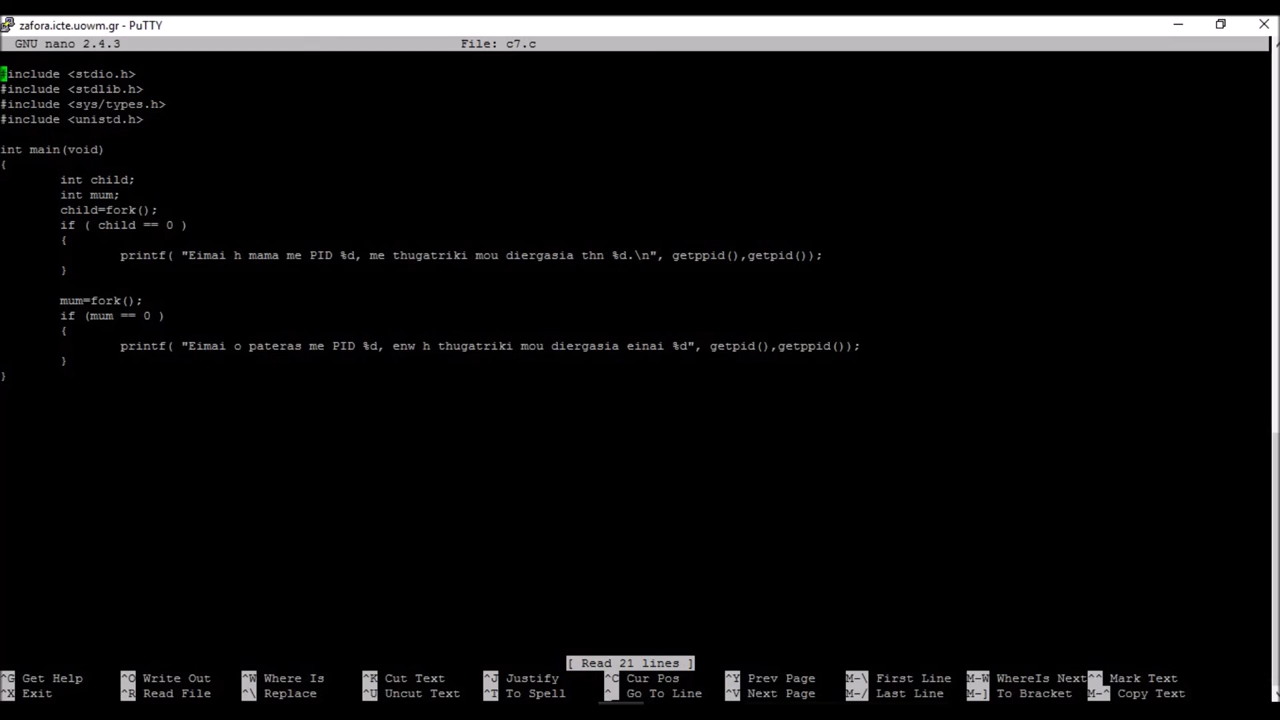 zafora.icte.uowm.gr - PuTTY
GNU nano 2.4.3 File: c7.c
#include <stdio.h>
#include <stdlib.h>
#include <sys/types.h>
#include <unistd.h>
int main(void)
{
int child;
int mum;
child=fork();
if ( child == 0 )
{
printf( "Eimai h mama me PID %d, me thugatriki mou diergasia thn %d.\n", getppid(),getpid());
}
mum=fork();
if (mum == 0 )
{
printf( "Eimai o pateras me PID %d, enw h thugatriki mou diergasia einai %d", getpid(),getppid());
}
}
[ Read 21 lines ]
^G Get Help ^O Write Out ^W Where Is ^K Cut Text ^J Justify ^C Cur Pos ^Y Prev Page M-\ First Line M-W WhereIs Next ^^ Mark Text
^X Exit ^R Read File ^\ Replace ^U Uncut Text ^T To Spell ^_ Go To Line ^V Next Page M-/ Last Line M-] To Bracket M-^ Copy Text